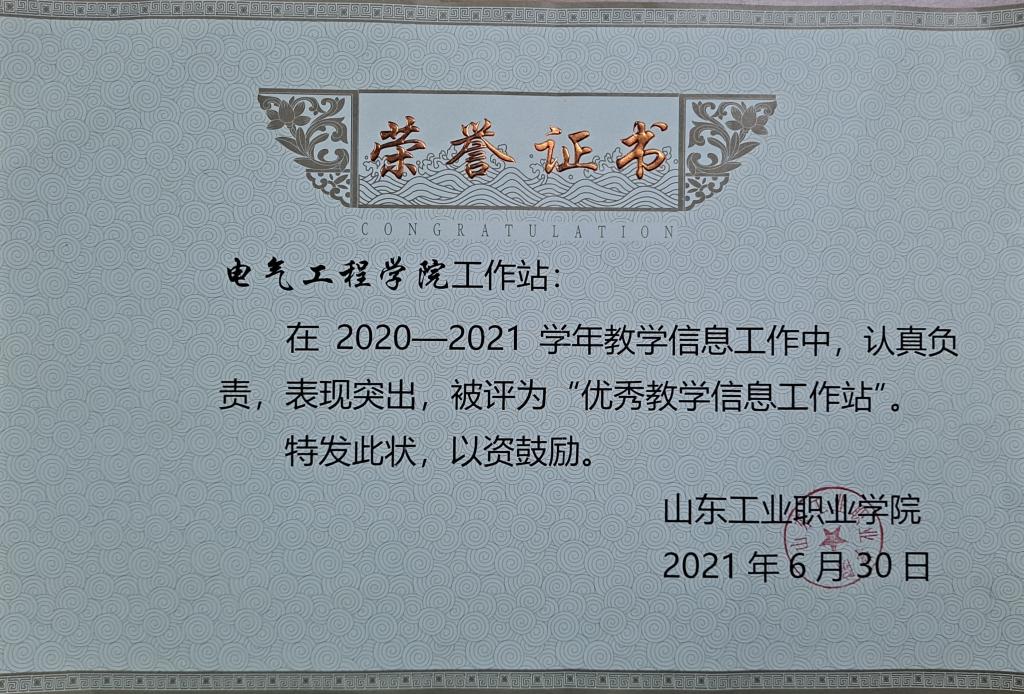 荣誉证书
CONGRATULATION
电气工程学院工作站：
在 2020—2021 学年教学信息工作中，认真负
责，表现突出，被评为“优秀教学信息工作站”。
特发此状，以资鼓励。
山东工业职业学院
2021 年 6 月 30 日